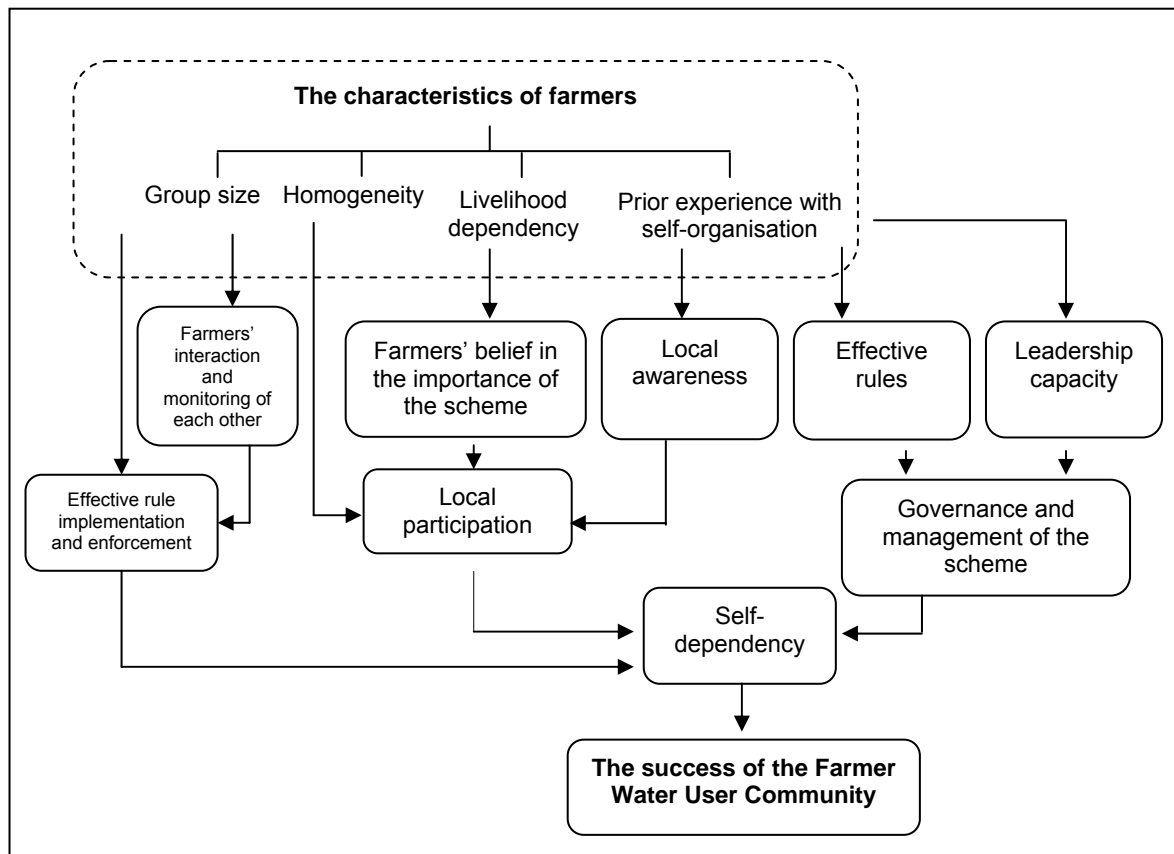 The characteristics of farmers
Group size
Homogeneity
Livelihood
dependency
Prior experience with
self-organisation
Farmers’
interaction
and
monitoring of
each other
Farmers’ belief in
the importance of
the scheme
Local
awareness
Effective
rules
Leadership
capacity
Effective rule
implementation
and enforcement
Local
participation
Governance and
management of the
scheme
Self-
dependency
The success of the Farmer
Water User Community